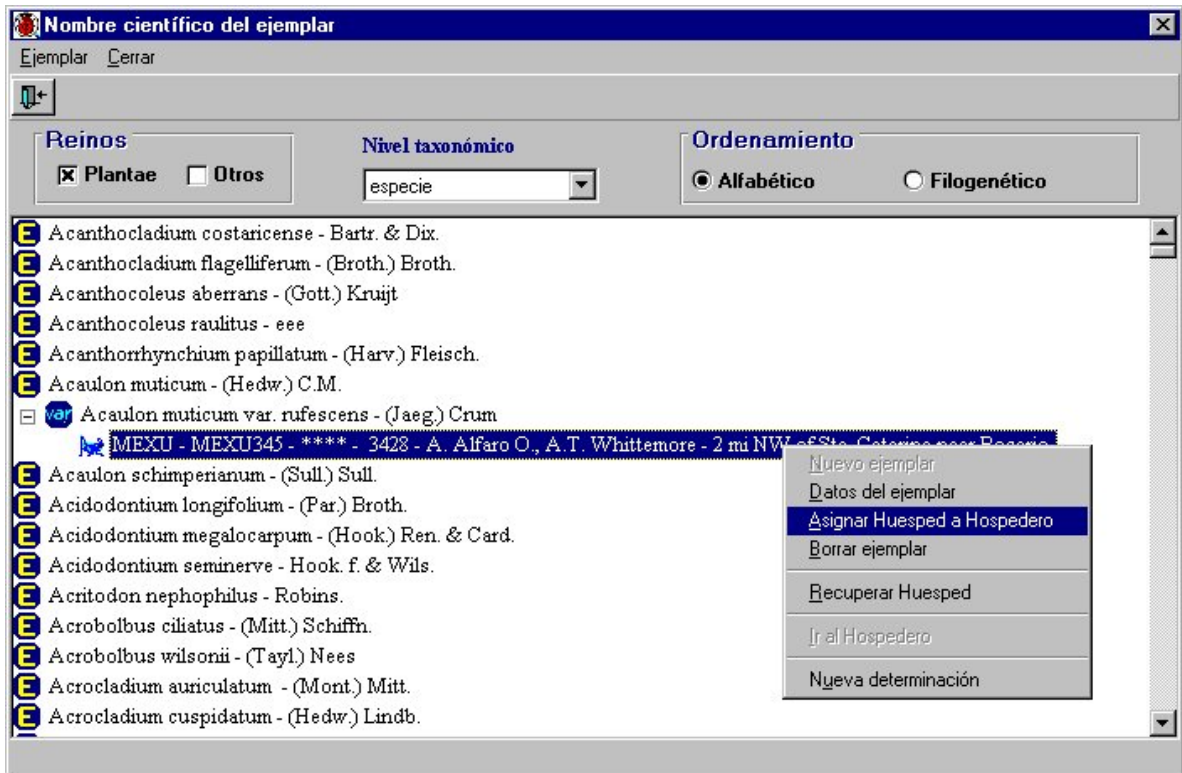 Nombre científico del ejemplar
Ejemplar Cerrar
Reinos
Plantae Otros
Nivel taxonómico
especie
Ordenamiento
Alfabético Filogenético
E Acanthocladium costaricense - Bartr. & Dix.
E Acanthocladium flagelliferum - (Broth.) Broth.
E Acanthocoleus aberrans - (Gott.) Kruijt
E Acanthocoleus raulitus - eee
E Acanthorrhynchium papillatum - (Harv.) Fleisch.
E Acaulon muticum - (Hedw.) C.M.
var Acaulon muticum var. rufescens - (Jaeg.) Crum
MEXU - MEXU345 - **** - 3428 - A. Alfaro O., A.T. Whittemore - 2 mi NW of Sta. Catarina near
E Acaulon schimperianum - (Sull.) Sull.
E Acidodontium longifolium - (Par.) Broth.
E Acidodontium megalocarpum - (Hook.) Ren. & Card.
E Acidodontium seminerve - Hook. f. & Wils.
E Acritodon nephophilus - Robins.
E Acrobolbus ciliatus - (Mitt.) Schiffn.
E Acrobolbus wilsonii - (Tayl.) Nees
E Acrocladium auriculatum - (Mont.) Mitt.
E Acrocladium cuspidatum - (Hedw.) Lindb.
Nuevo ejemplar
Datos del ejemplar
Asignar Huesped a Hospedero
Borrar ejemplar
Recuperar Huesped
Ir al Hospedero
Nueva determinación